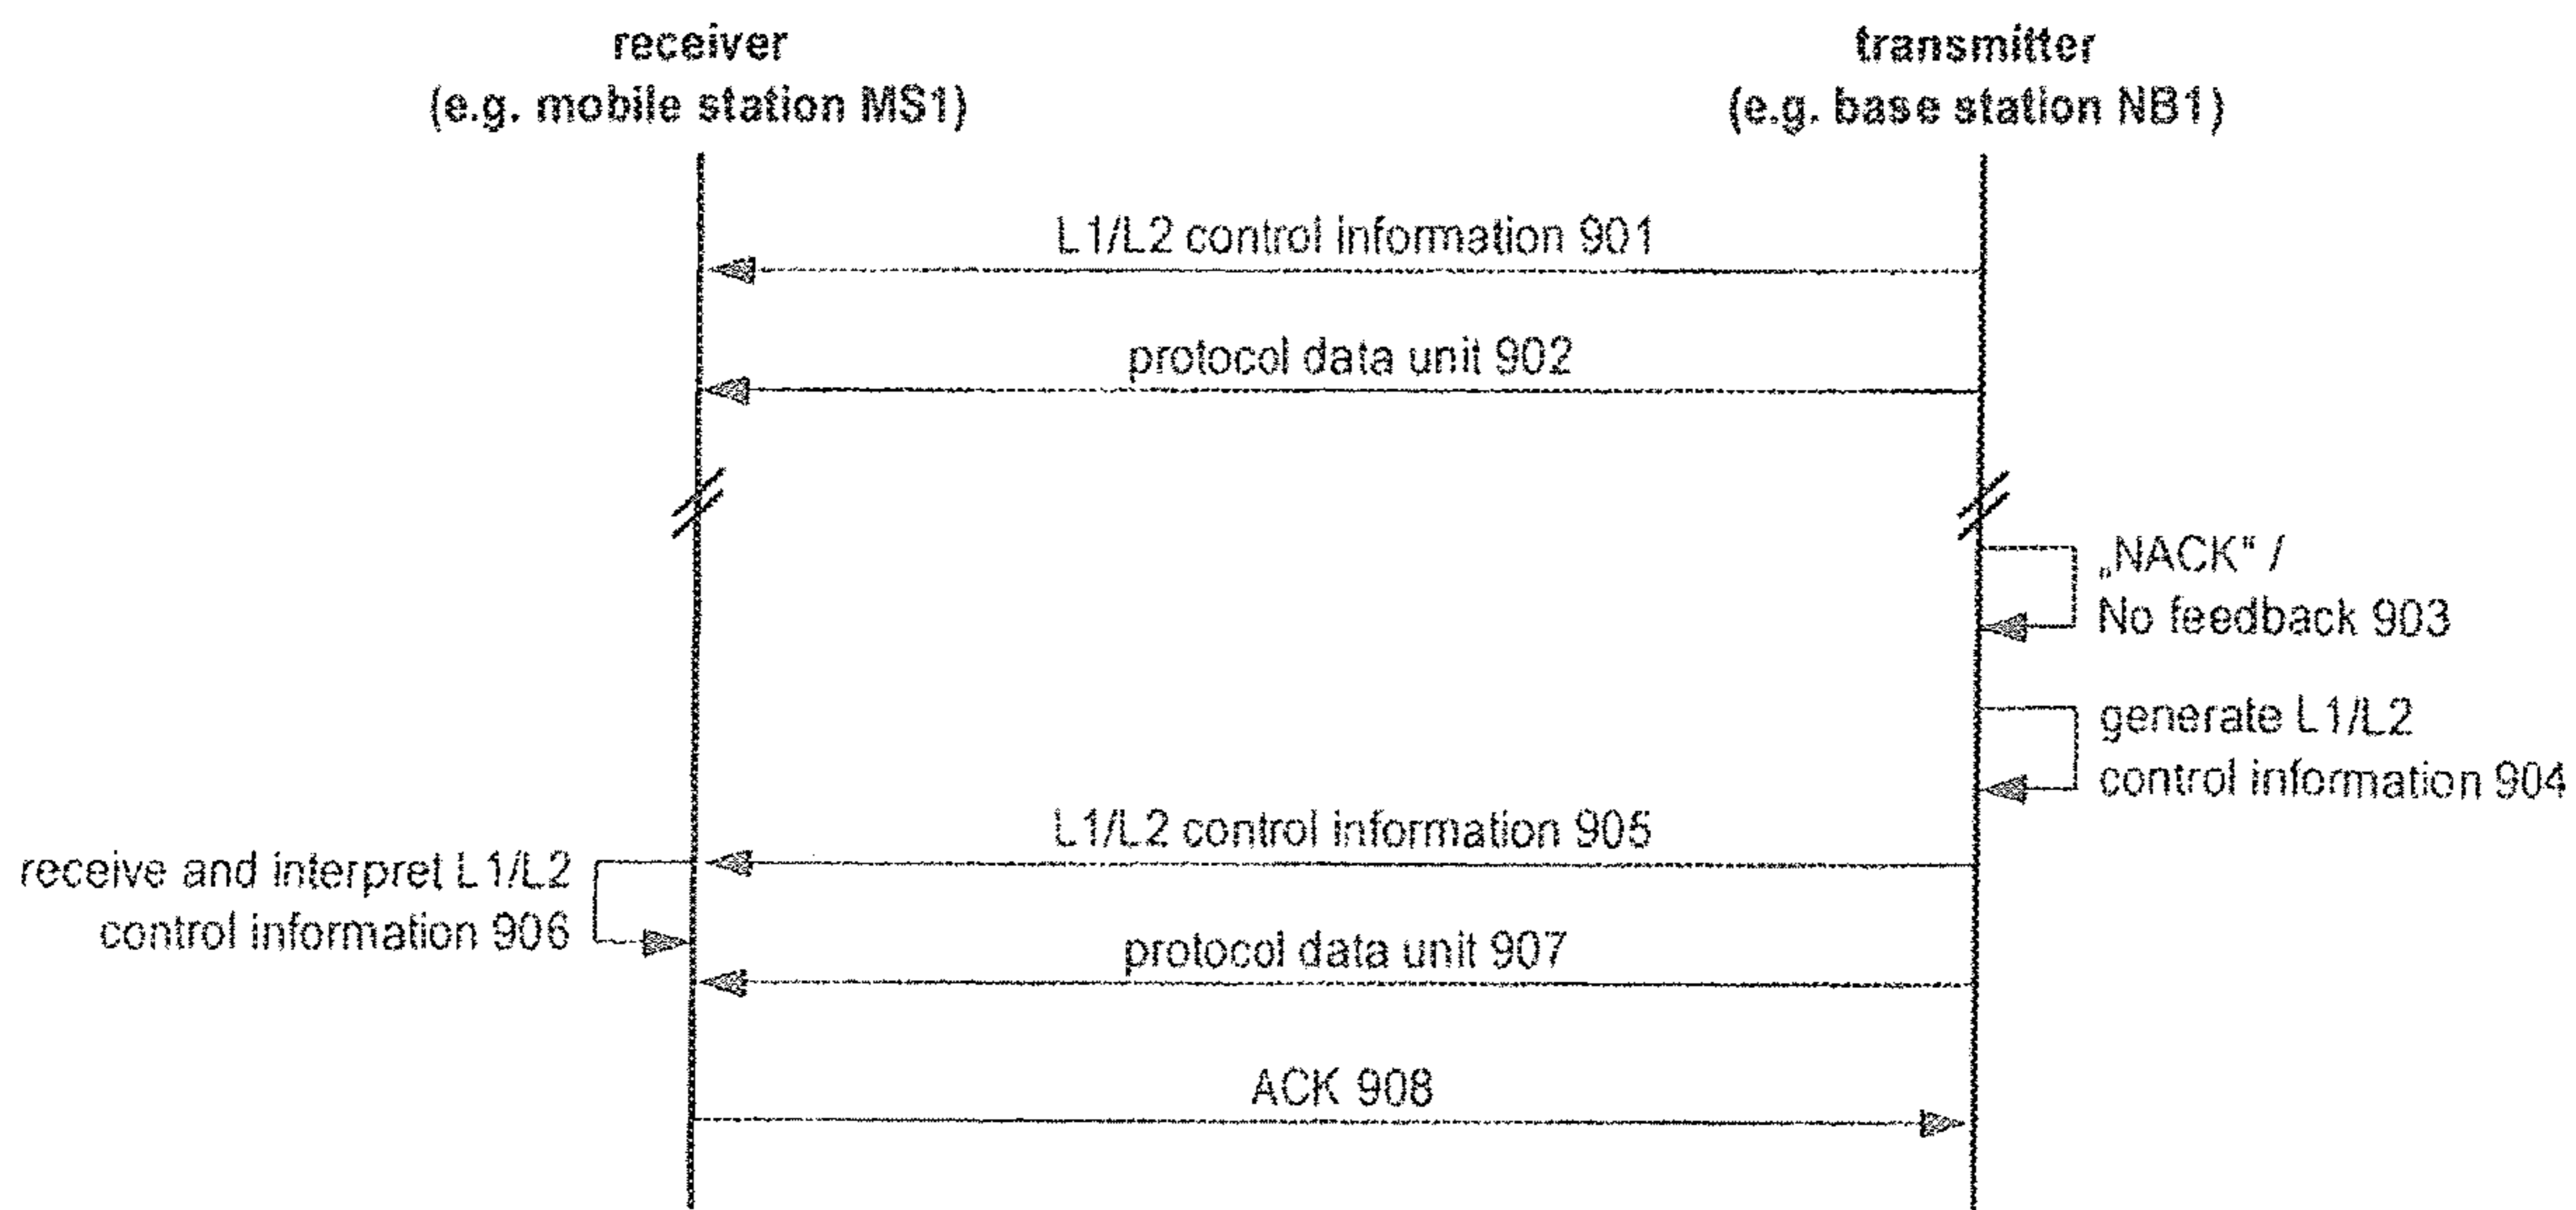 receiver
(e.g. mobile station MS1)
transmitter
(e.g. base station NB1)
L1/L2 control information 901
protocol data unit 902
„NACK“ /
No feedback 903
generate L1/L2
control information 904
L1/L2 control information 905
receive and interpret L1/L2
control information 906
protocol data unit 907
ACK 908